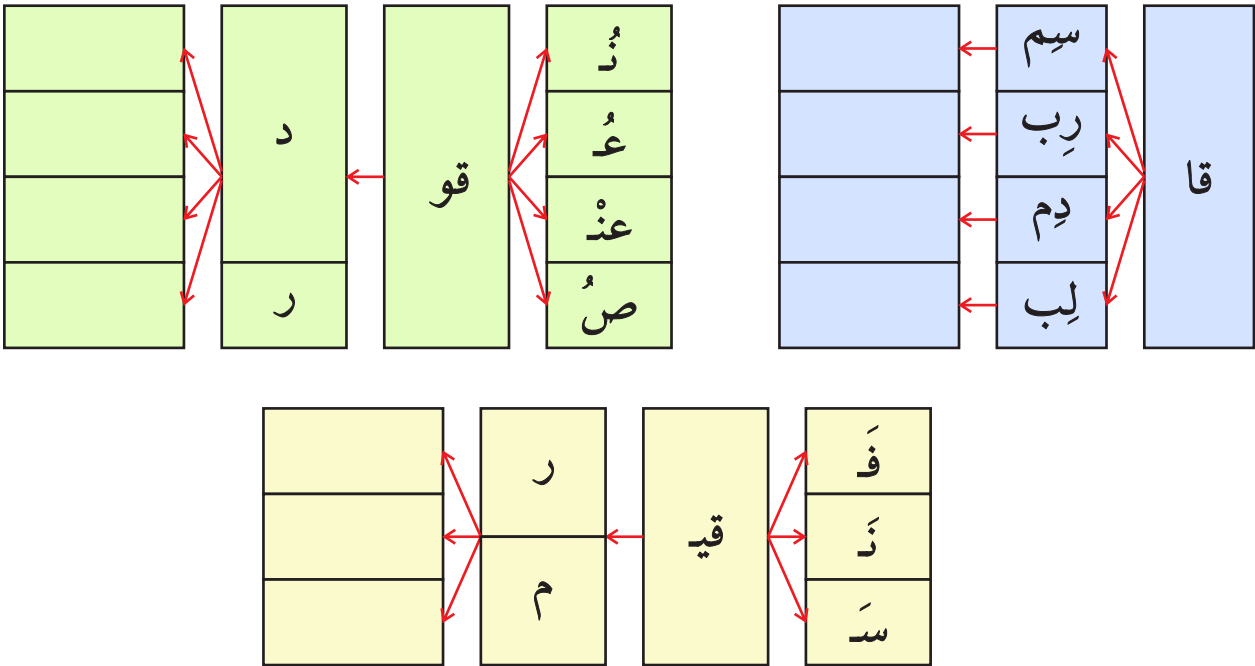 قا
سِم
رِب
دِم
لِب
نُـ
عُـ
عنْـ
صُ
قو
د
ر
فَـ
نَـ
سَـ
قيـ
ر
م